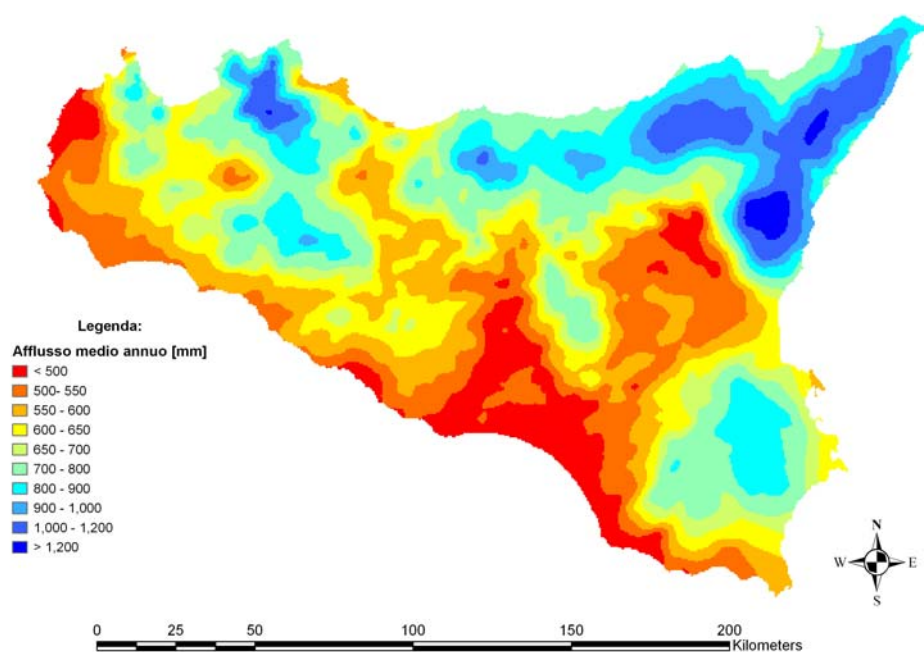 Legenda:
Afflusso medio annuo [mm]
< 500
500- 550
550 - 600
600 - 650
650 - 700
700 - 800
800 - 900
900 - 1,000
1,000 - 1,200
> 1,200
N
W E
S
0 25 50 100 150 200
Kilometers